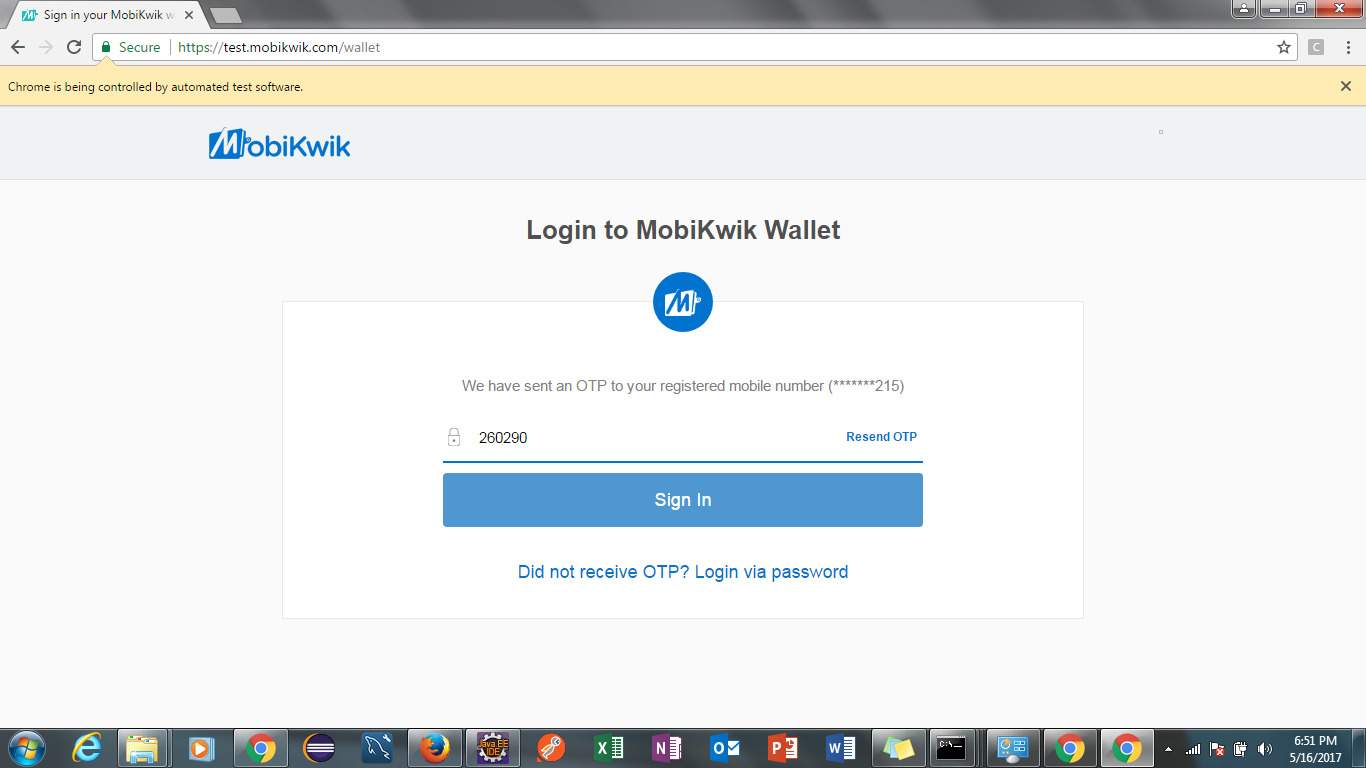 Sign in your MobiKwik w
Secure https://test.mobikwik.com/wallet
C
Chrome is being controlled by automated test software.
MobiKwik
Login to MobiKwik Wallet
M
We have sent an OTP to your registered mobile number (*******215)
260290
Resend OTP
Sign In
Did not receive OTP? Login via password
Java EE
IDE
C:\_
6:51 PM
5/16/2017